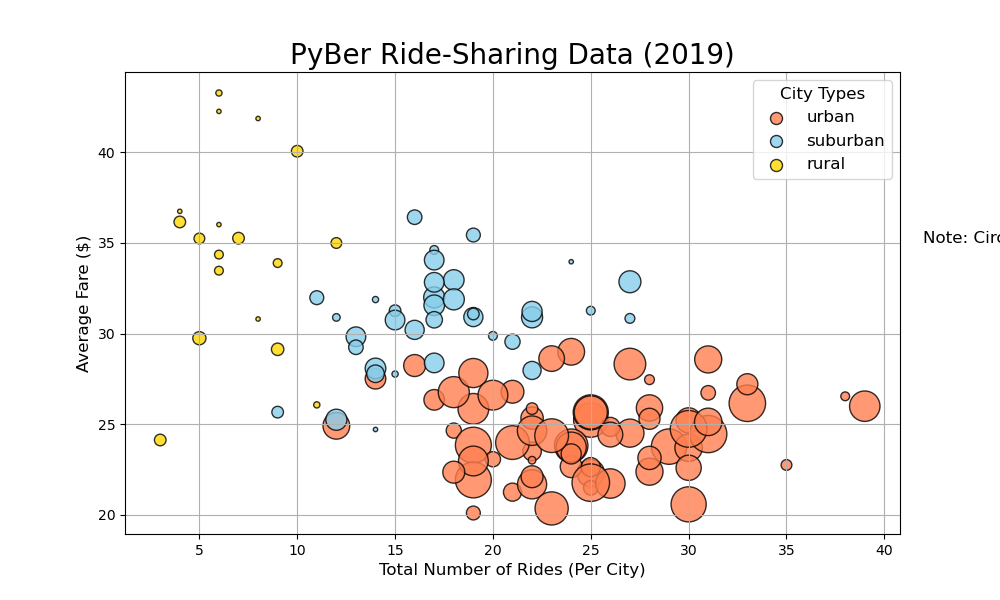 PyBer Ride-Sharing Data (2019)
City Types
urban
suburban
rural
40
35
30
25
20
Average Fare ($)
Note: Circ
5 10 15 20 25 30 35 40
Total Number of Rides (Per City)